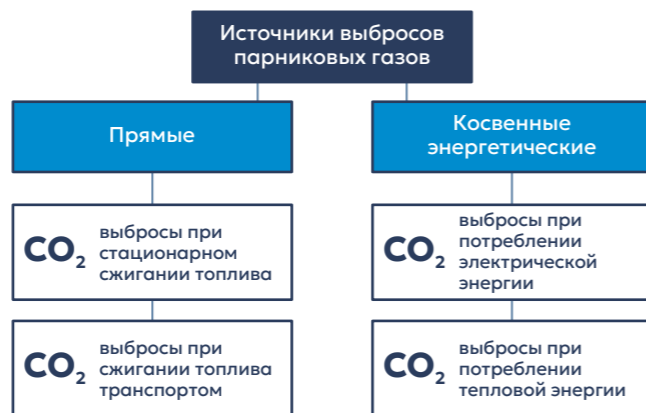 Источники выбросов
парниковых газов
Прямые
Косвенные
энергетические
CO₂
выбросы при
стационарном
сжигании топлива
CO₂
выбросы при
потреблении
электрической
энергии
CO₂
выбросы при
сжигании топлива
транспортом
CO₂
выбросы при
потреблении
тепловой энергии